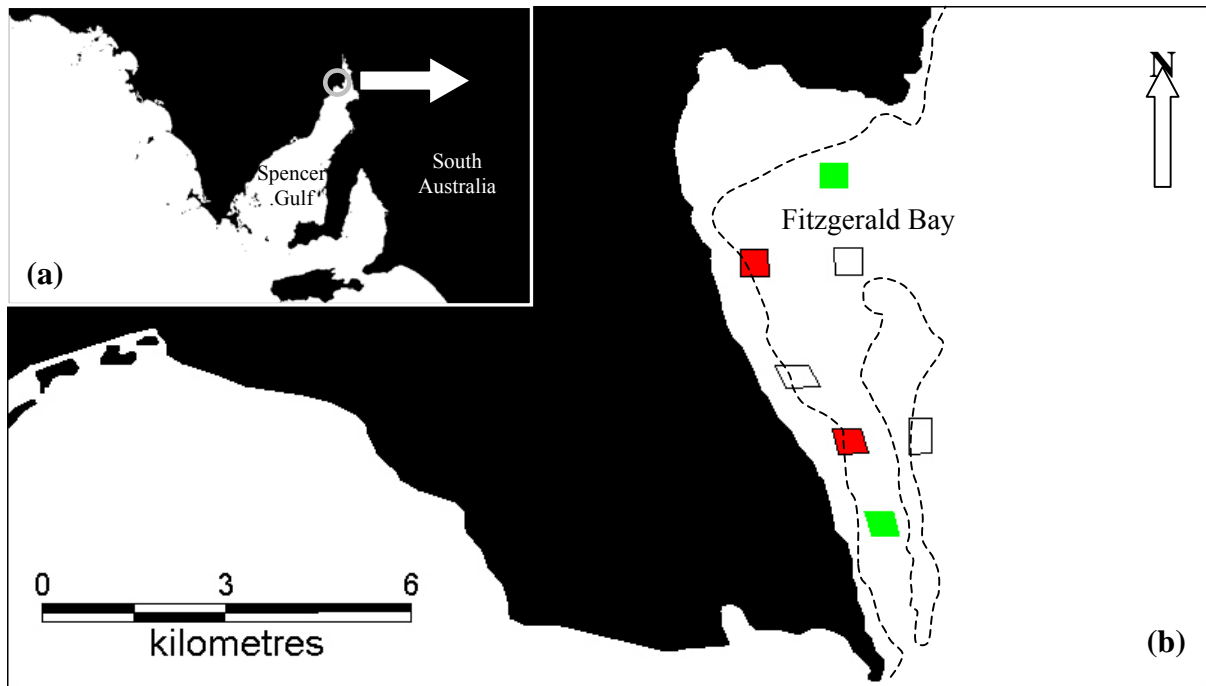 N
South
Australia
Spencer
Gulf
(a)
Fitzgerald Bay
0 3 6
kilometres
(b)